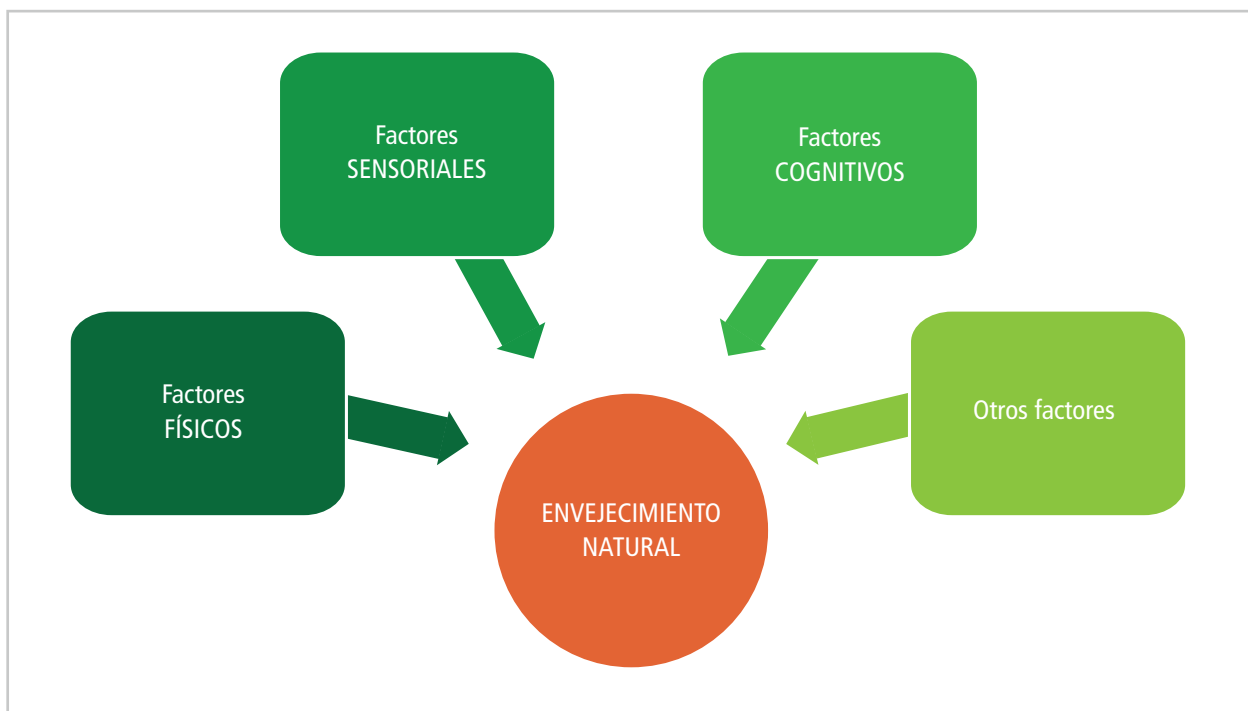 Factores
SENSORIALES
Factores
COGNITIVOS
Factores
FÍSICOS
Otros factores
ENVEJECIMIENTO
NATURAL